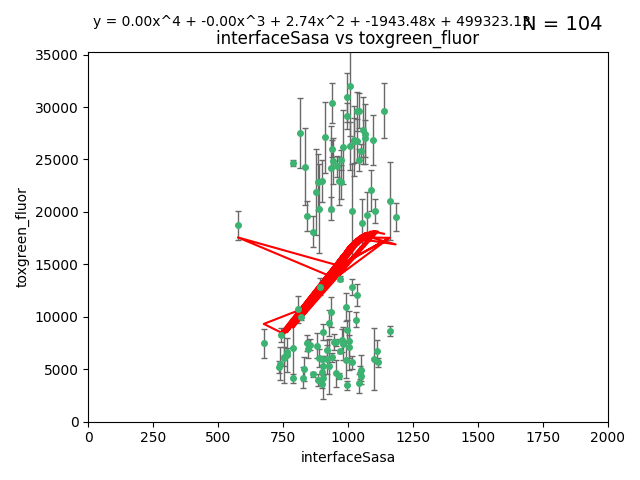 y = 0.00x^4 + -0.00x^3 + 2.74x^2 + -1943.48x + 499323.13
N = 104
interfaceSasa vs toxgreen_fluor
35000
30000
25000
20000
15000
10000
5000
0
toxgreen_fluor
0 250 500 750 1000 1250 1500 1750 2000
interfaceSasa